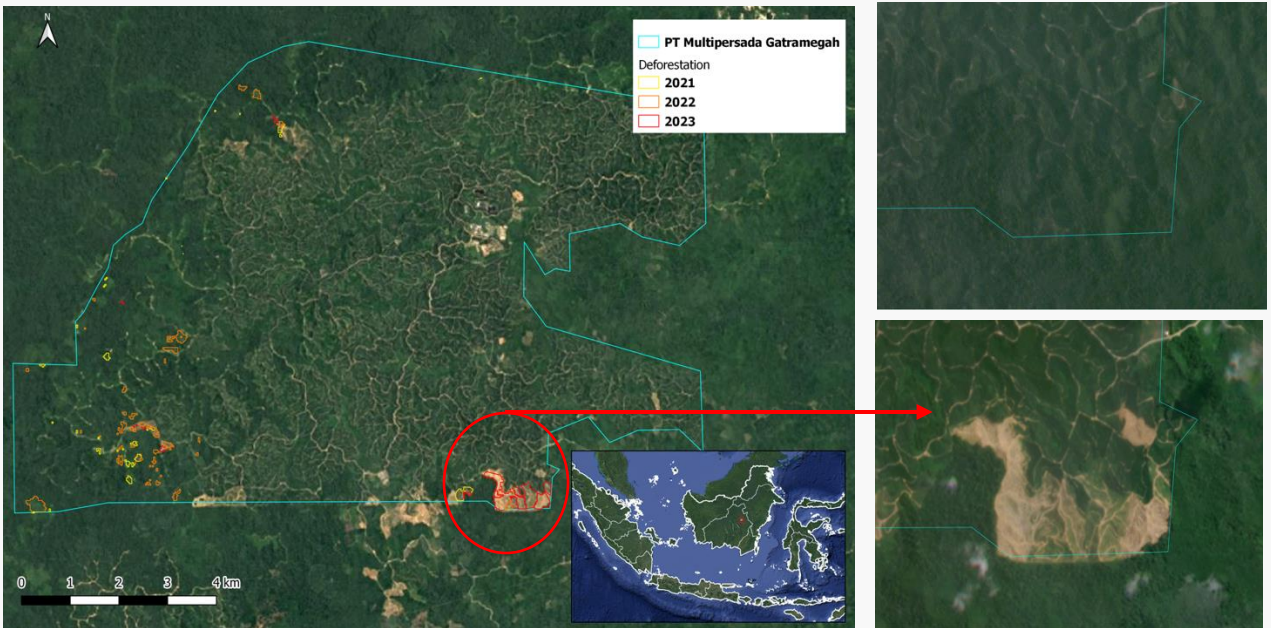 N
PT Multipersada Gatramegah
Deforestation
2021
2022
2023
0 1 2 3 4 km